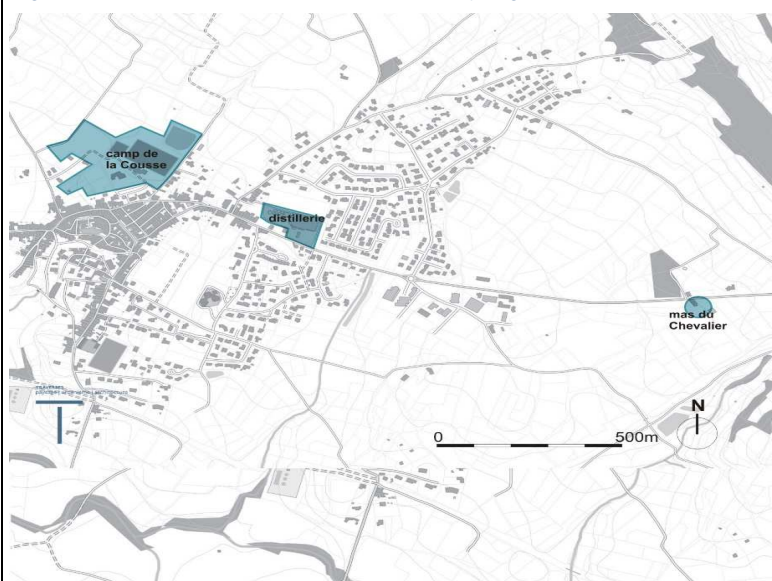 camp de
la Cousse
distillerie
mas du
Chevalier
N
0
500m